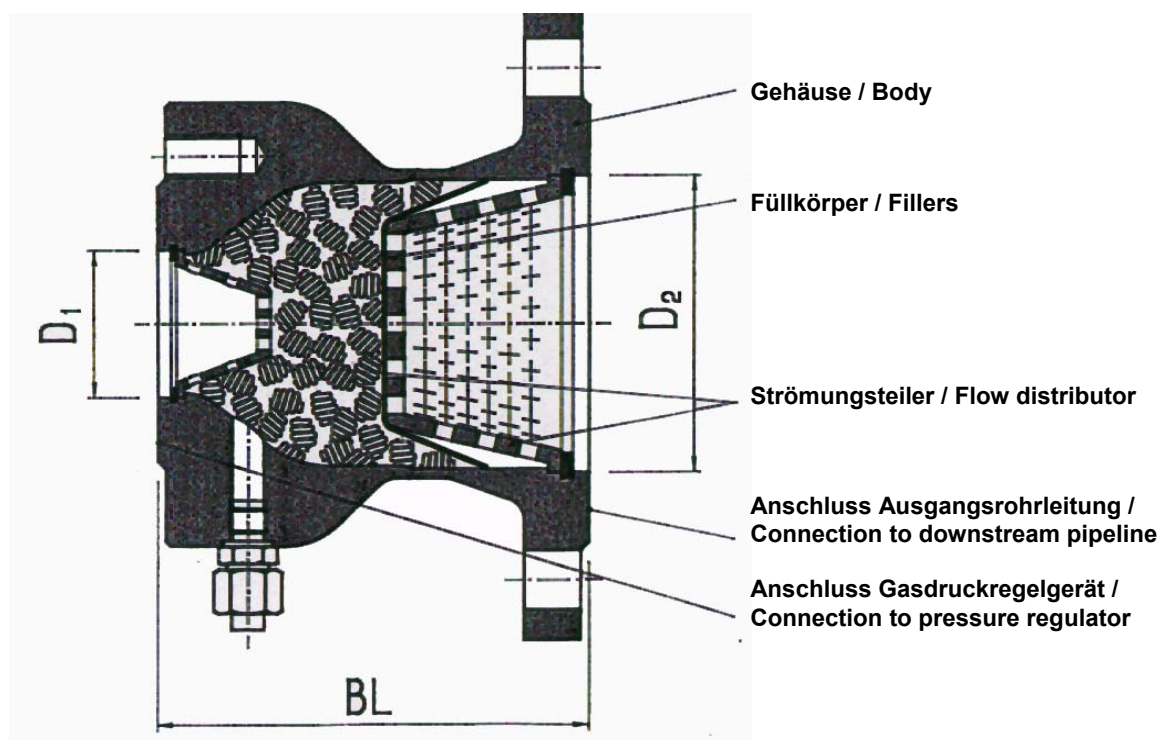 Gehäuse / Body
Füllkörper / Fillers
D₁
D₂
Strömungsteiler / Flow distributor
Anschluss Ausgangsrohrleitung /
Connection to downstream pipeline
Anschluss Gasdruckregelgerät /
Connection to pressure regulator
BL